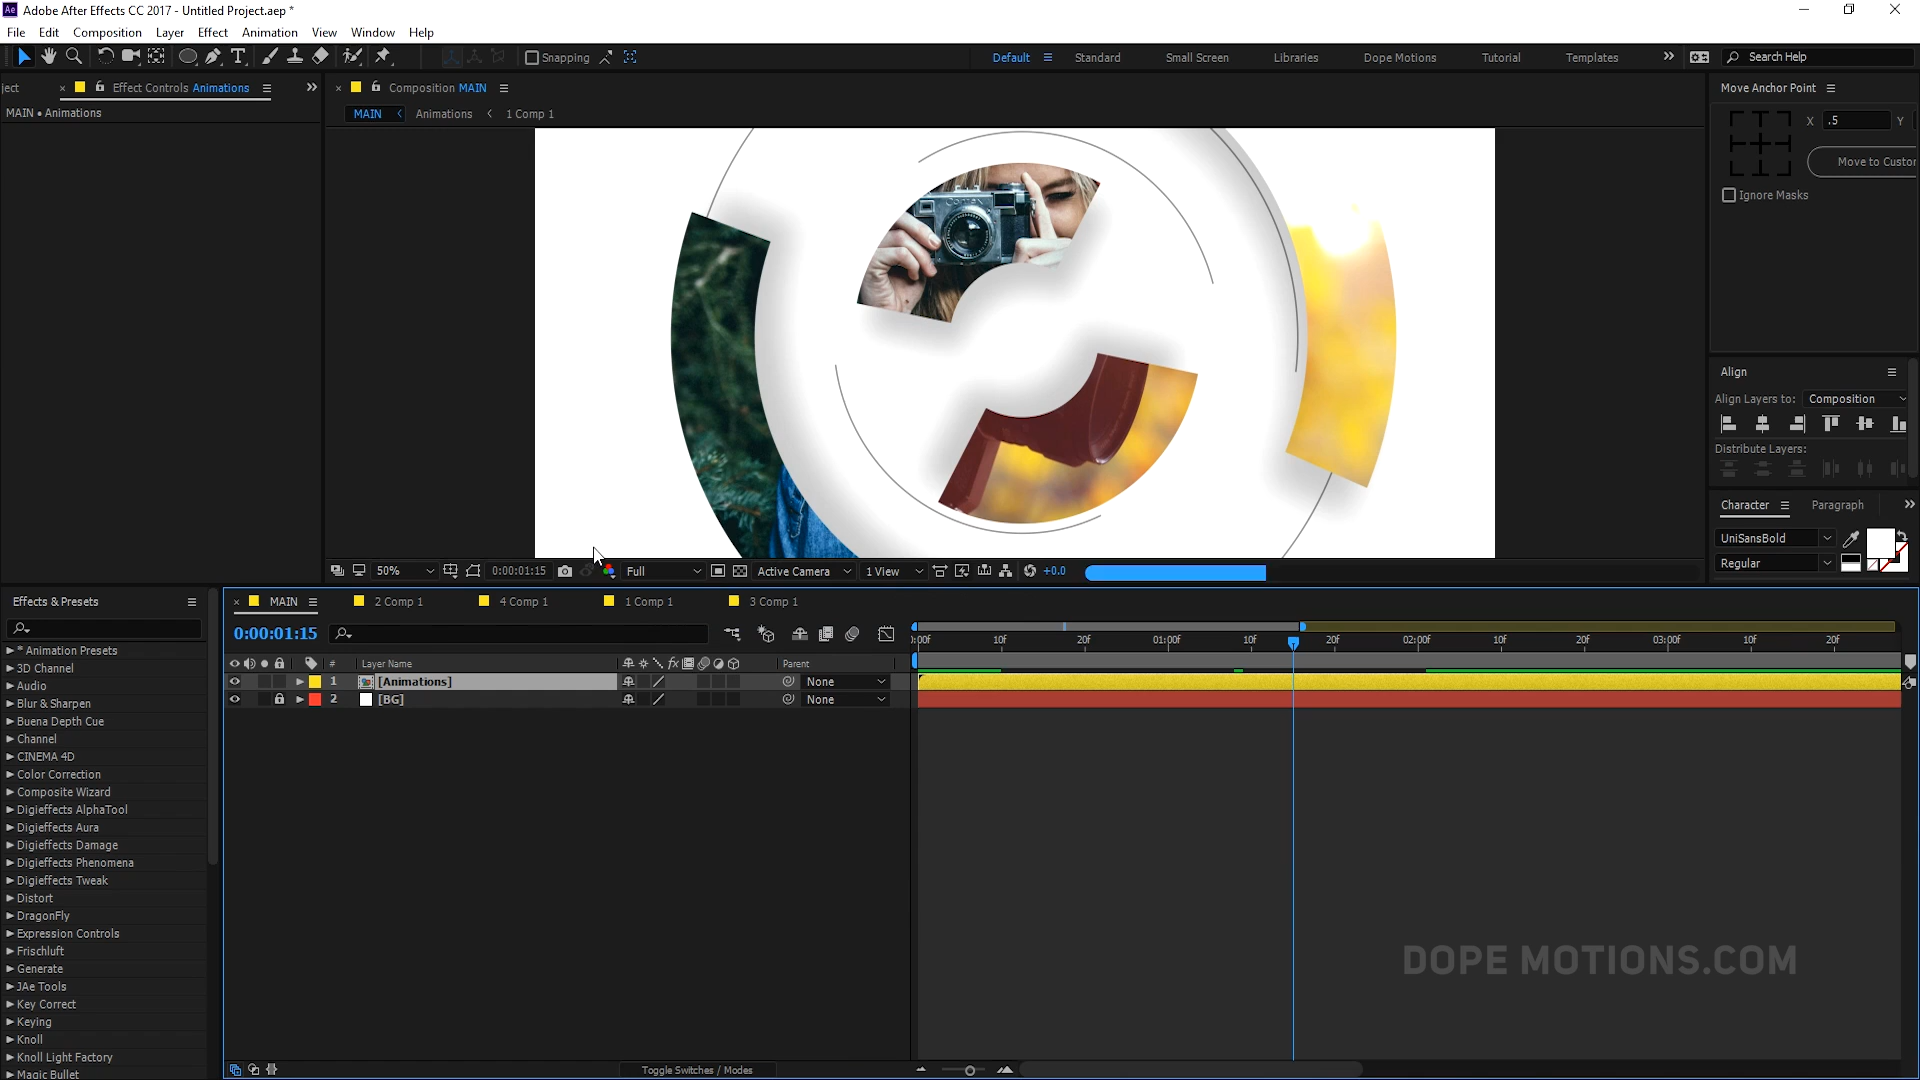 Adobe After Effects CC 2017 - Untitled Project.aep *
File Edit Composition Layer Effect Animation View Window Help
Snapping
Default Standard Small Screen Libraries Dope Motions Tutorial Templates
Search Help
ject
Effect Controls Animations
MAIN • Animations
Composition MAIN
MAIN Animations 1 Comp 1
Contax
Move Anchor Point
X .5 Y
Move to Custor
Ignore Masks
Align
Align Layers to: Composition
Distribute Layers:
Character Paragraph
UniSansBold
Regular
50% 0:00:01:15 Full Active Camera 1 View +0.0
Effects & Presets
* Animation Presets
3D Channel
Audio
Blur & Sharpen
Buena Depth Cue
Channel
CINEMA 4D
Color Correction
Composite Wizard
Digieffects AlphaTool
Digieffects Aura
Digieffects Damage
Digieffects Phenomena
Digieffects Tweak
Distort
DragonFly
Expression Controls
Frischluft
Generate
JAe Tools
Key Correct
Keying
Knoll
Knoll Light Factory
Magic Bullet
MAIN 2 Comp 1 4 Comp 1 1 Comp 1 3 Comp 1
0:00:01:15
):00f 10f 20f 01:00f 10f 20f 02:00f 10f 20f 03:00f 10f 20f
# Layer Name fx Parent
1 [Animations] None
2 [BG] None
DOPE MOTIONS.COM
Toggle Switches / Modes